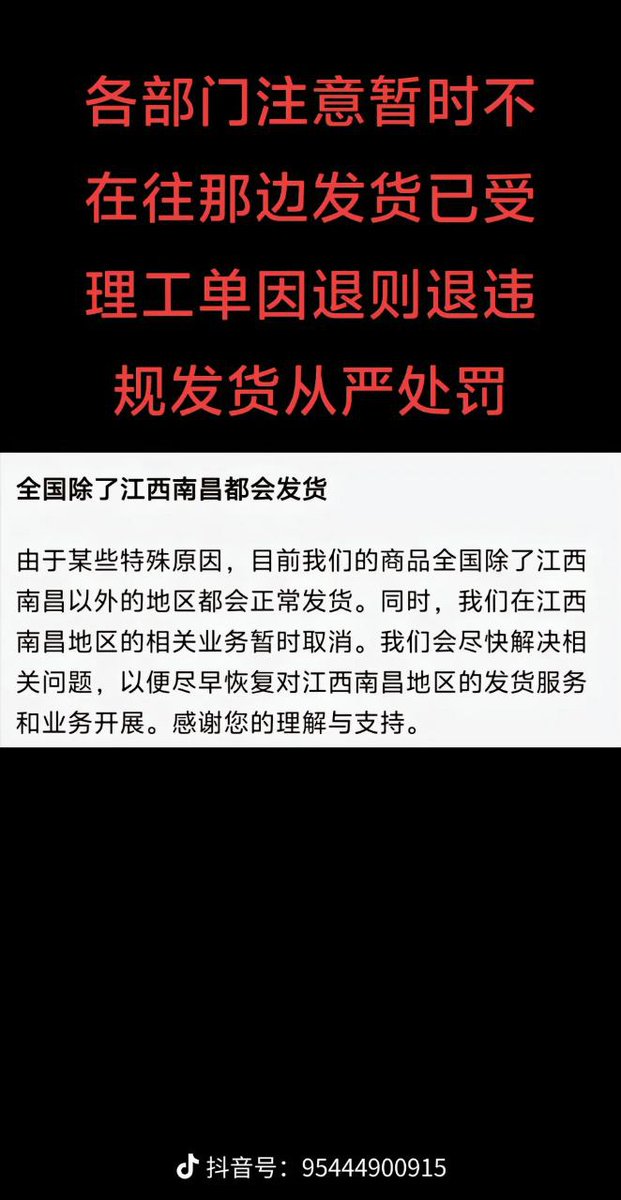 各部门注意暂时不
在往那边发货已受
理工单因退则退违
规发货从严处罚
全国除了江西南昌都会发货
由于某些特殊原因，目前我们的商品全国除了江西
南昌以外的地区都会正常发货。同时，我们在江西
南昌地区的相关业务暂时取消。我们会尽快解决相
关问题，以便尽早恢复对江西南昌地区的发货服务
和业务开展。感谢您的理解与支持。
抖音号：95444900915